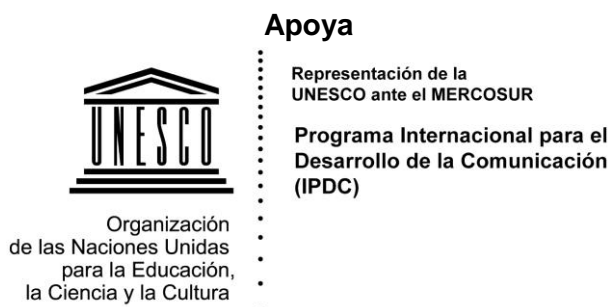 Apoya
UNESCO
Organización
de las Naciones Unidas
para la Educación,
la Ciencia y la Cultura
Representación de la
UNESCO ante el MERCOSUR
Programa Internacional para el
Desarrollo de la Comunicación
(IPDC)